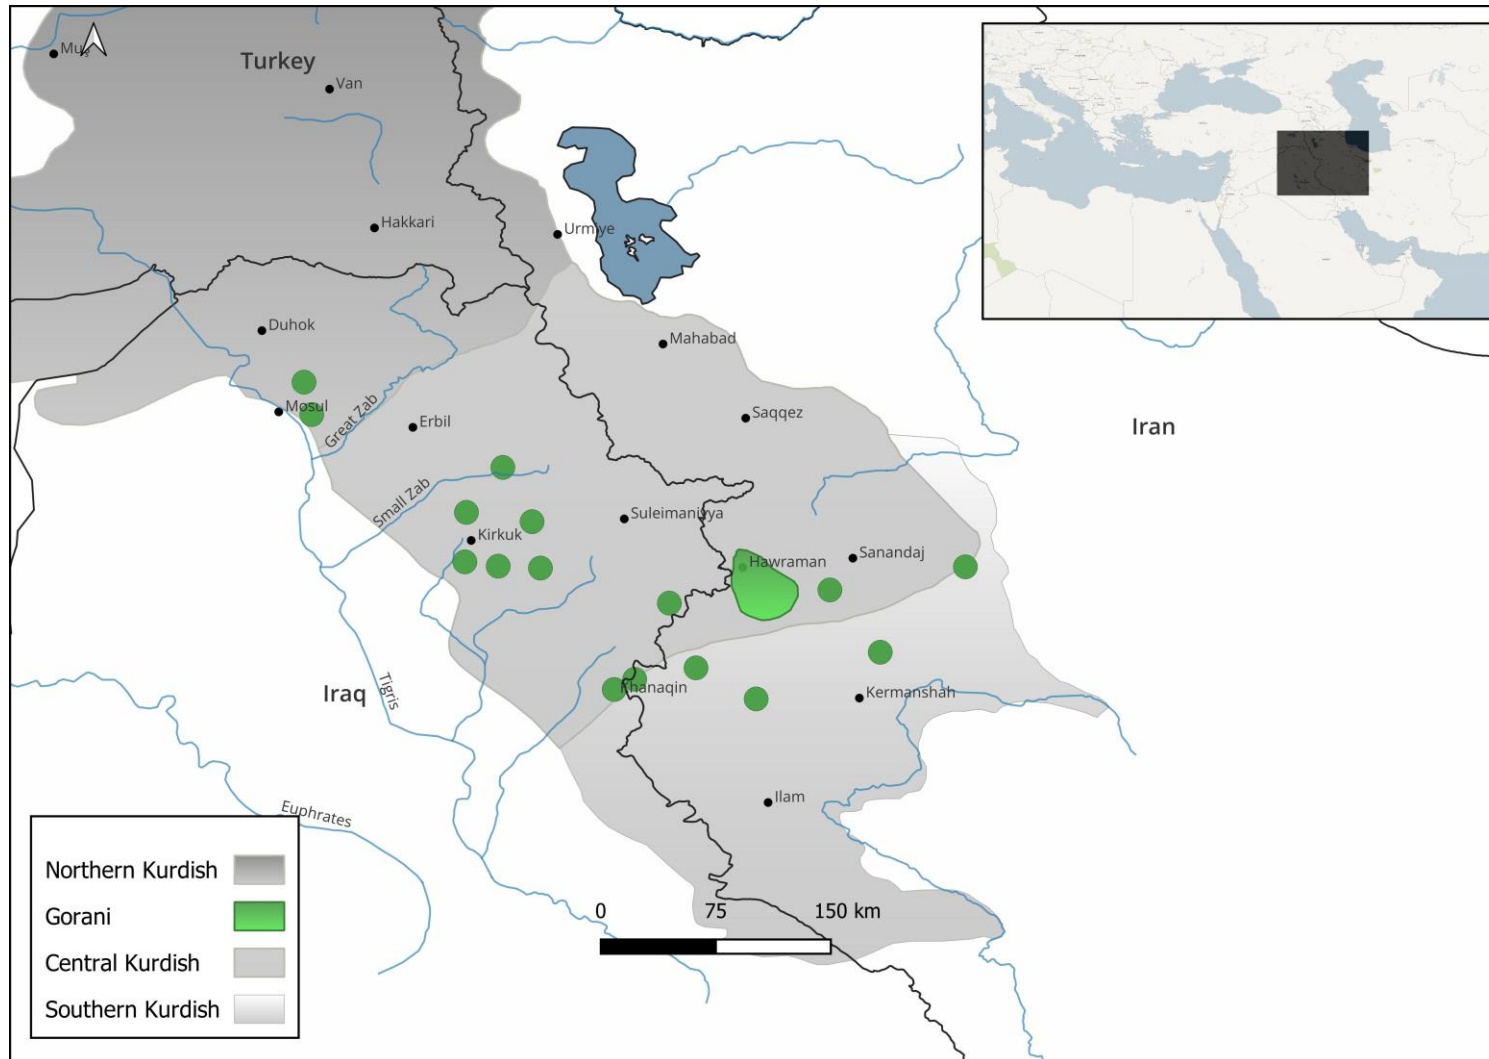 Muş
Turkey
Van
Hakkari
Urmiye
Duhok
Mahabad
Mosul
Great Zab
Erbil
Saqqez
Iran
Small Zab
Suleimaniyya
Kirkuk
Hawraman
Sanandaj
Iraq
Tigris
Khanaqin
Kermanshah
Ilam
Euphrates
Northern Kurdish
Gorani
Central Kurdish
Southern Kurdish
0 75 150 km